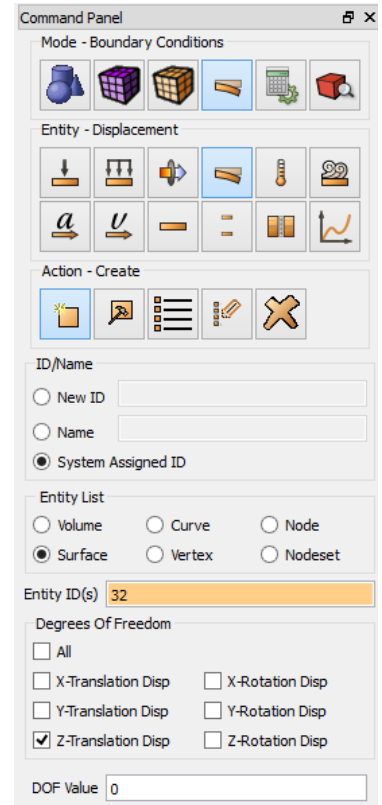 Command Panel
Mode - Boundary Conditions
Entity - Displacement
a v
Action - Create
ID/Name
New ID
Name
System Assigned ID
Entity List
Volume Curve Node
Surface Vertex Nodeset
Entity ID(s) 32
Degrees Of Freedom
All
X-Translation Disp X-Rotation Disp
Y-Translation Disp Y-Rotation Disp
Z-Translation Disp Z-Rotation Disp
DOF Value 0